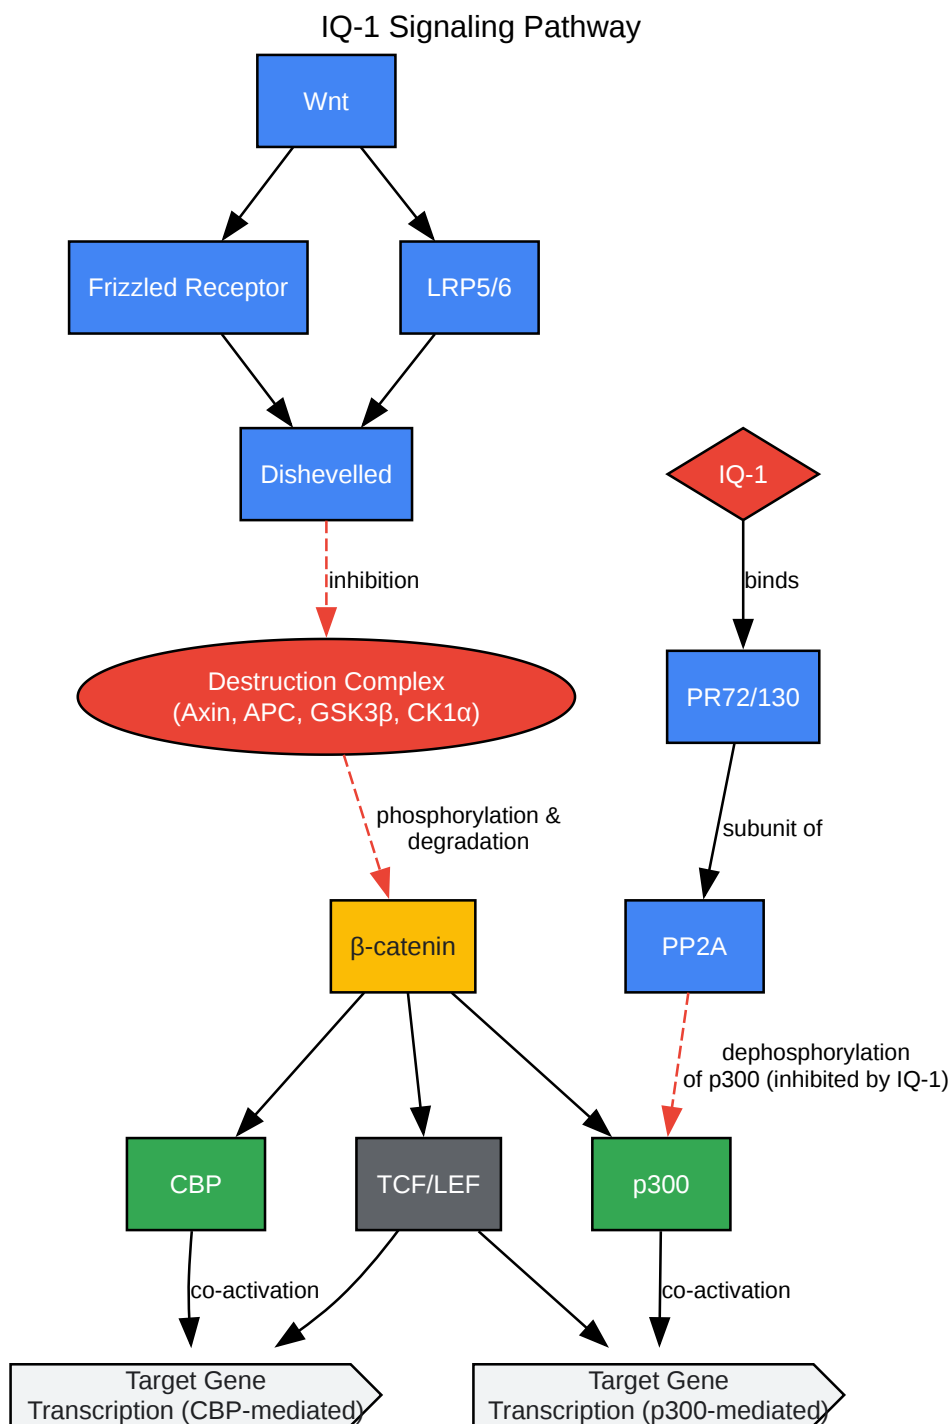 IQ-1 Signaling Pathway
Wnt
Frizzled Receptor
LRP5/6
Dishevelled
IQ-1
inhibition
binds
Destruction Complex
(Axin, APC, GSK3β, CK1α)
PR72/130
phosphorylation &
degradation
subunit of
β-catenin
PP2A
dephosphorylation
of p300 (inhibited by IQ-1)
CBP
TCF/LEF
p300
co-activation
co-activation
Target Gene
Transcription (CBP-mediated)
Target Gene
Transcription (p300-mediated)